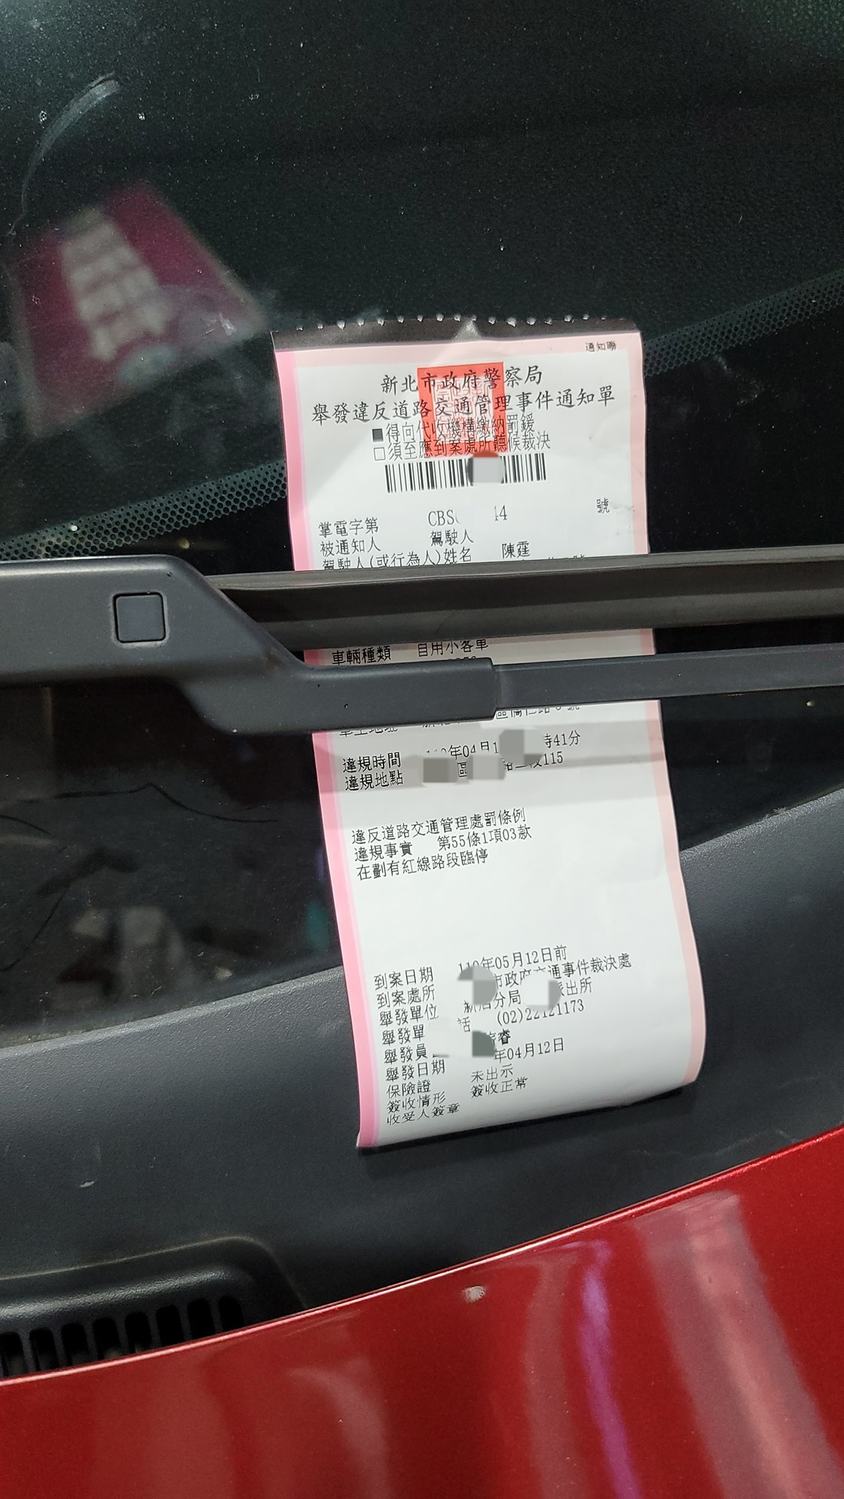 通知聯
新北市政府警察局
舉發違反道路交通管理事件通知單
■得向代收機構繳納罰鍰
□須至應到案處所聽候裁決
掌電字第 CBS 14 號
被通知人 駕駛人
駕駛人(或行為人)姓名 陳霆
車輛種類 自用小客車
違規時間 年04月1 時41分
違規地點 區 段115
違反道路交通管理處罰條例
違規事實 第55條1項03款
在劃有紅線路段臨停
到案日期 年05月12日前
到案處所 市政府交通事件裁決處
舉發單位 分局 派出所
舉發單 話 (02)22121173
舉發員
舉發日期 年04月12日
保險證 未出示
簽收情形 簽收正常
收受人簽章